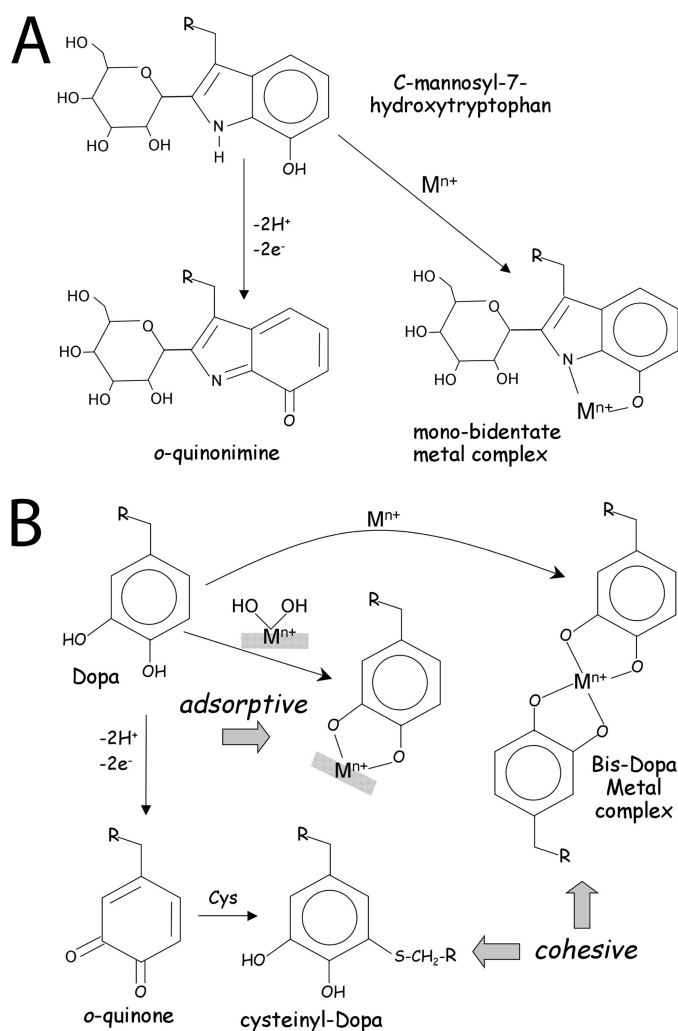 A
R
HO
O
HO
HO
OH
N
H
OH
C-mannosyl-7-
hydroxytryptophan
Mn+
-2H+
-2e-
R
HO
O
HO
HO
OH
N
O
o-quinonimine
R
HO
O
HO
HO
OH
N
O
Mn+
mono-bidentate
metal complex
B
R
HO
OH
Dopa
Mn+
HO OH
Mn+
adsorptive
R
O
O
Mn+
R
O
O
Mn+
O
O
R
Bis-Dopa
Metal
complex
-2H+
-2e-
R
O
O
o-quinone
Cys
R
HO
OH
S-CH2-R
cysteinyl-Dopa
cohesive